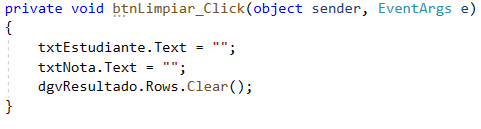 private void btnLimpiar_Click(object sender, EventArgs e)
{
    txtEstudiante.Text = "";
    txtNota.Text = "";
    dgvResultado.Rows.Clear();
}